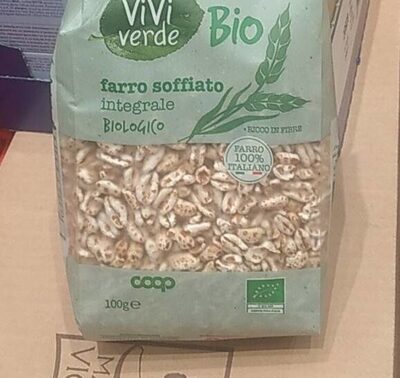 ViVi
verde
Bio
farro soffiato
integrale
BIOLOGICO
•RICCO IN FIBRE
FARRO
100%
ITALIANO
coop
100g e